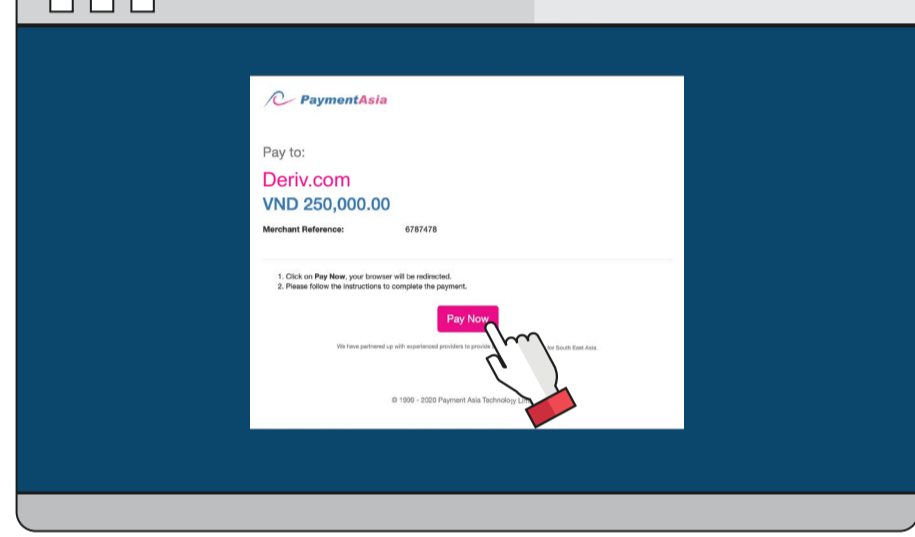 PaymentAsia
Pay to:
Deriv.com
VND 250,000.00
Merchant Reference: 6787478
1. Click on Pay Now, your browser will be redirected.
2. Please follow the instructions to complete the payment.
Pay Now
We have partnered up with experienced providers to provide for South East Asia.
© 1999 - 2020 Payment Asia Technology